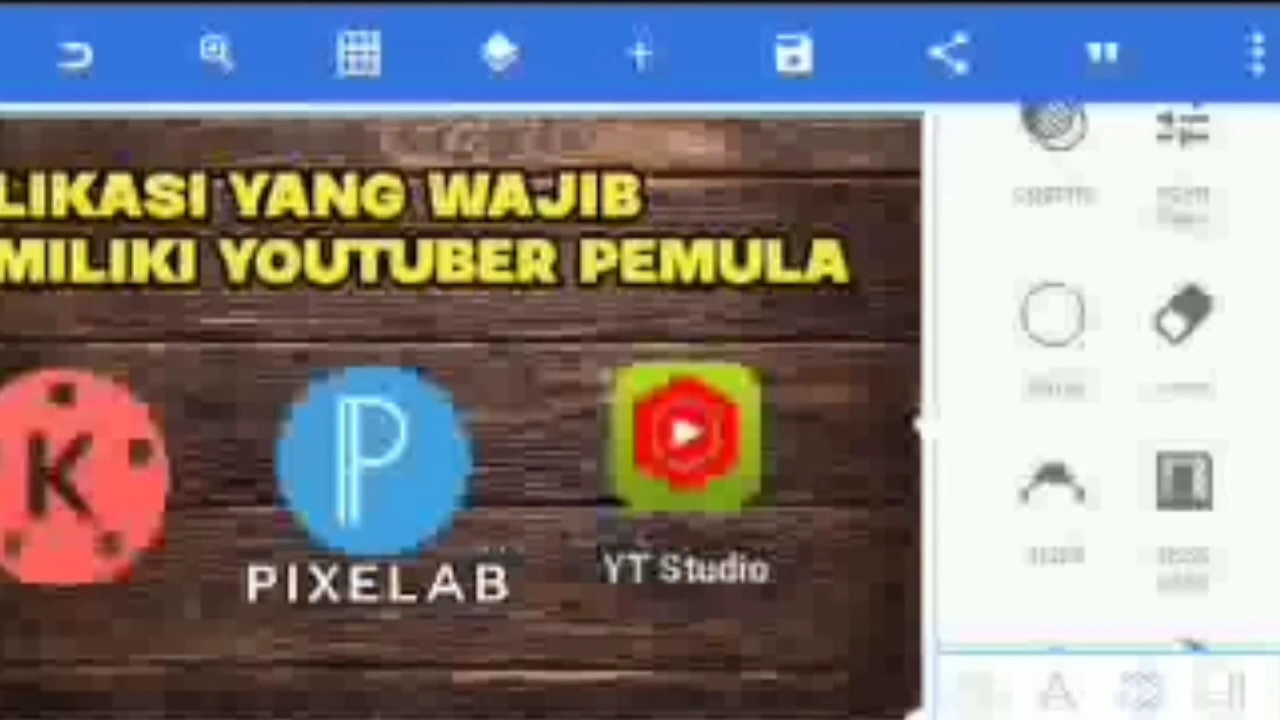 LIKASI YANG WAJIB
MILIKI YOUTUBER PEMULA
K
P
PIXELAB
YT Studio